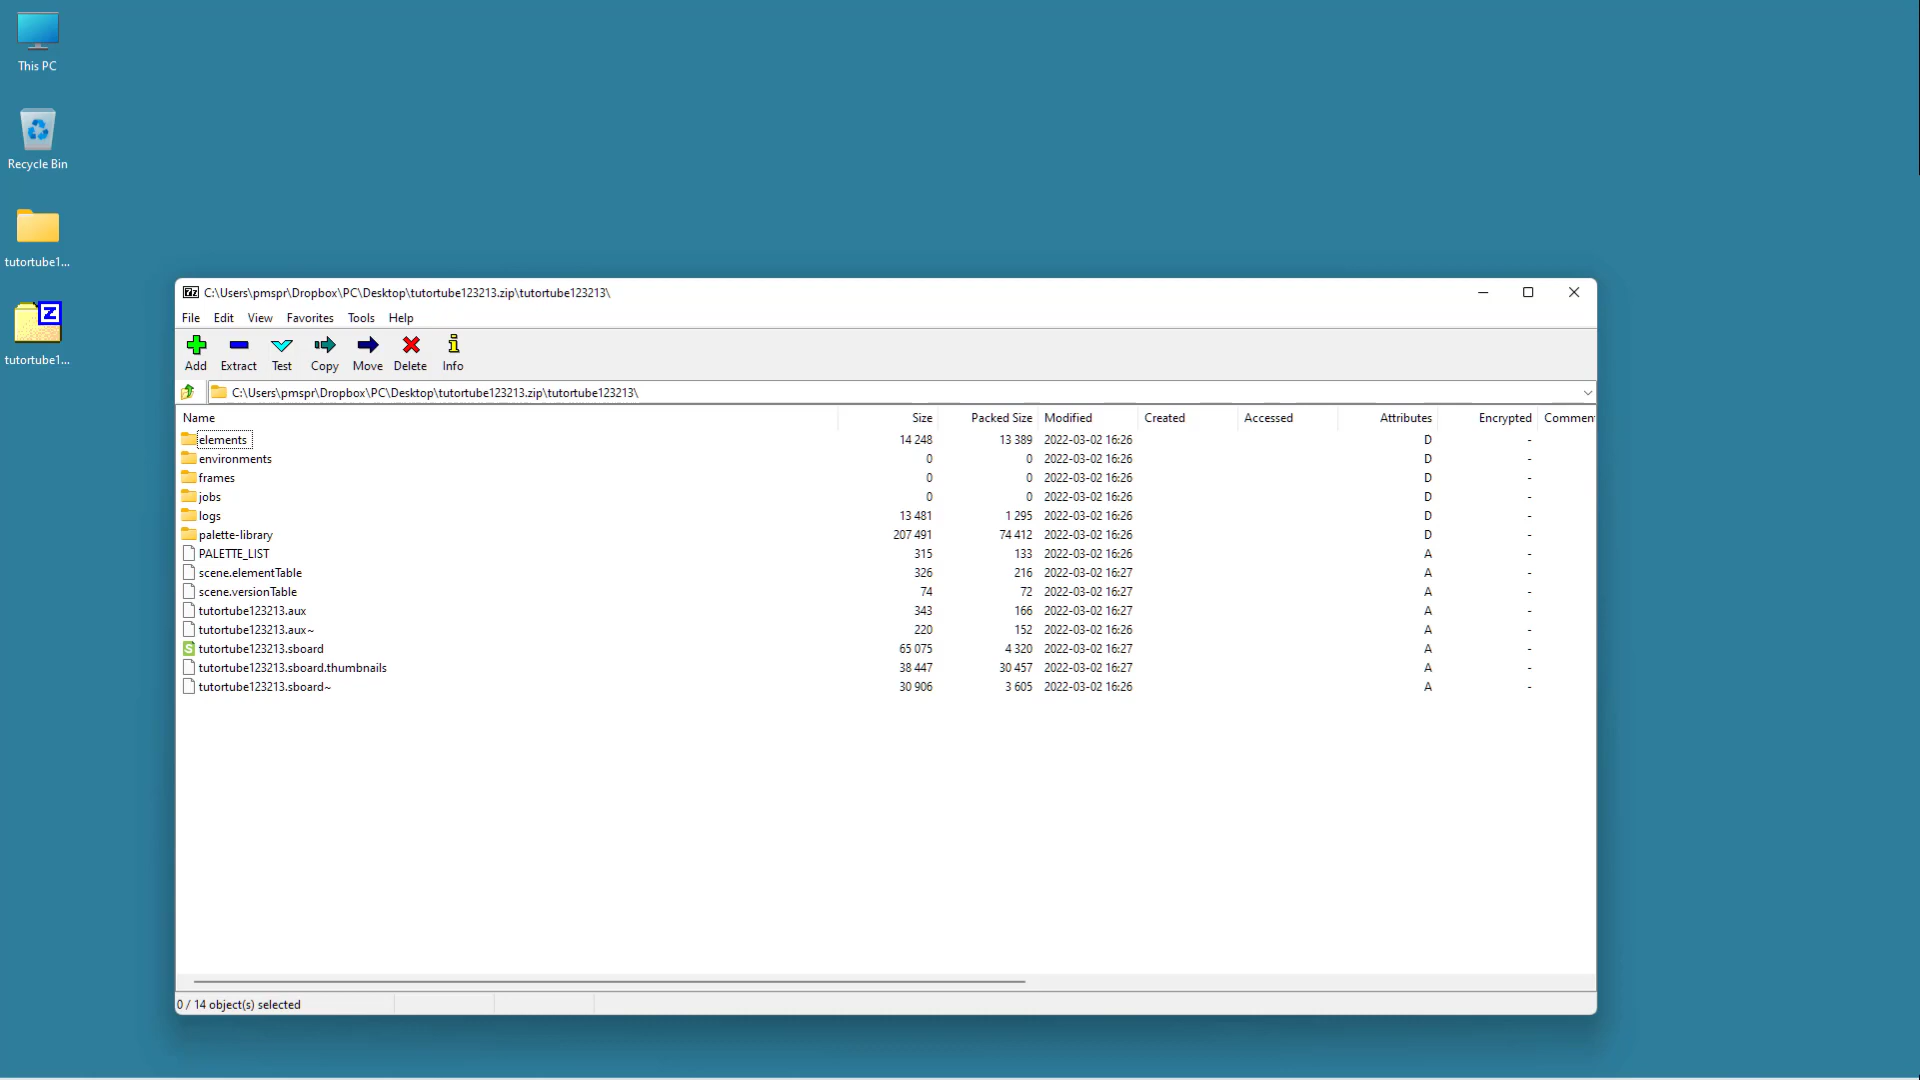 This PC
Recycle Bin
tutortube1...
tutortube1...
C:\Users\pmspr\Dropbox\PC\Desktop\tutortube123213.zip\tutortube123213\
File Edit View Favorites Tools Help
Add Extract Test Copy Move Delete Info
C:\Users\pmspr\Dropbox\PC\Desktop\tutortube123213.zip\tutortube123213\
Name Size Packed Size Modified Created Accessed Attributes Encrypted Commen
elements 14 248 13 389 2022-03-02 16:26 D -
environments 0 0 2022-03-02 16:26 D -
frames 0 0 2022-03-02 16:26 D -
jobs 0 0 2022-03-02 16:26 D -
logs 13 481 1 295 2022-03-02 16:26 D -
palette-library 207 491 74 412 2022-03-02 16:26 D -
PALETTE_LIST 315 133 2022-03-02 16:26 A -
scene.elementTable 326 216 2022-03-02 16:27 A -
scene.versionTable 74 72 2022-03-02 16:27 A -
tutortube123213.aux 343 166 2022-03-02 16:27 A -
tutortube123213.aux~ 220 152 2022-03-02 16:26 A -
tutortube123213.sboard 65 075 4 320 2022-03-02 16:27 A -
tutortube123213.sboard.thumbnails 38 447 30 457 2022-03-02 16:27 A -
tutortube123213.sboard~ 30 906 3 605 2022-03-02 16:26 A -
0 / 14 object(s) selected